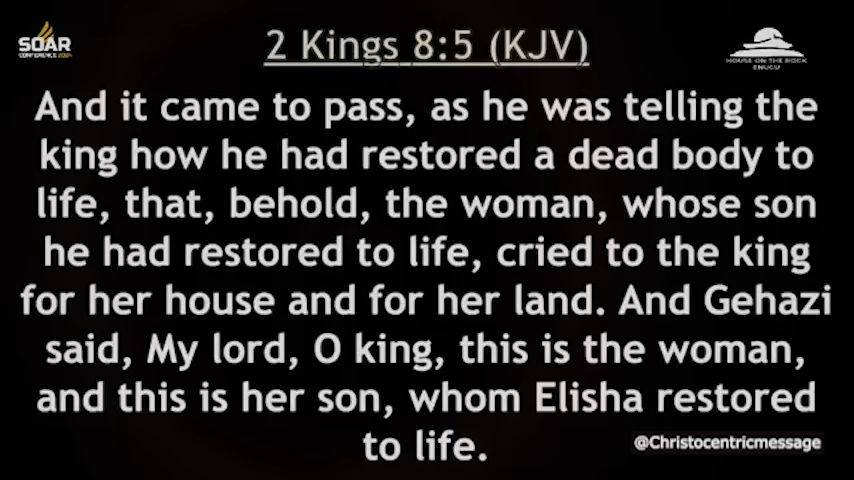 SOAR
CONFERENCE 2024
2 Kings 8:5 (KJV)
HOUSE ON THE ROCK
ENUGU
And it came to pass, as he was telling the
king how he had restored a dead body to
life, that, behold, the woman, whose son
he had restored to life, cried to the king
for her house and for her land. And Gehazi
said, My lord, O king, this is the woman,
and this is her son, whom Elisha restored
to life.
@Christocentricmessage